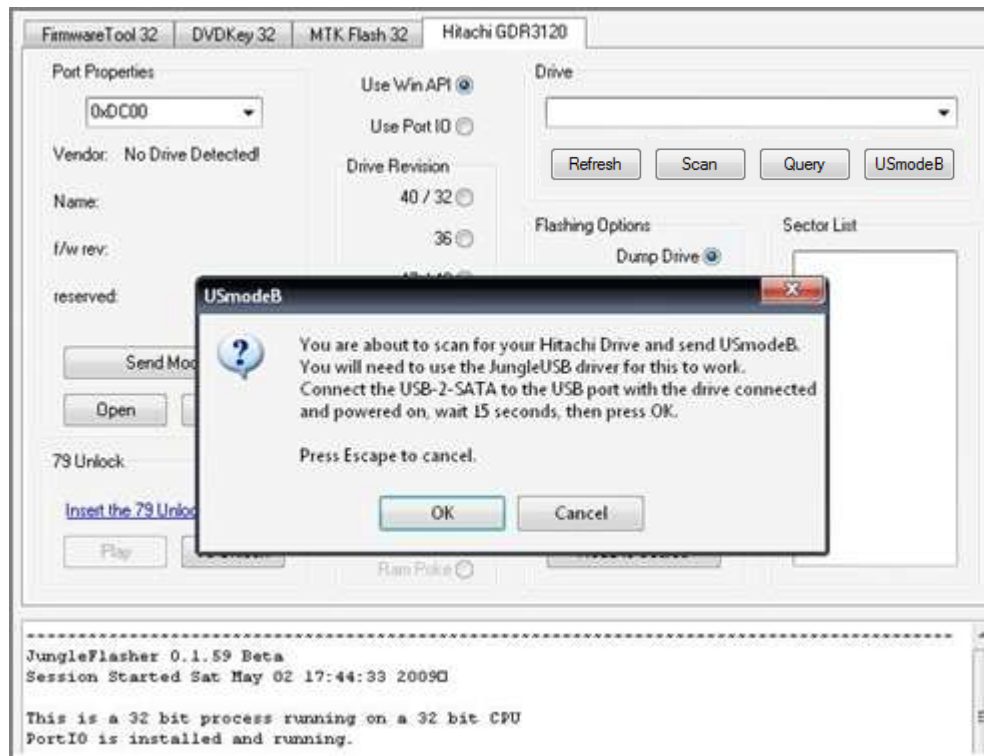 FirmwareTool 32
DVDKey 32
MTK Flash 32
Hitachi GDR3120
Port Properties
0xDC00
Vendor: No Drive Detected!
Name:
f/w rev:
reserved:
Send
Open
79 Unlock
Insert the 79
Play
Use Win API
Use Port IO
Drive Revision
40 / 32
36
Ram Poke
Drive
Refresh
Scan
Query
USmodeB
Flashing Options
Dump Drive
Sector List
USmodeB
You are about to scan for your Hitachi Drive and send USmodeB.
You will need to use the JungleUSB driver for this to work.
Connect the USB-2-SATA to the USB port with the drive connected
and powered on, wait 15 seconds, then press OK.
Press Escape to cancel.
OK
Cancel
JungleFlasher 0.1.59 Beta
Session Started Sat May 02 17:44:33 2009
This is a 32 bit process running on a 32 bit CPU
PortIO is installed and running.